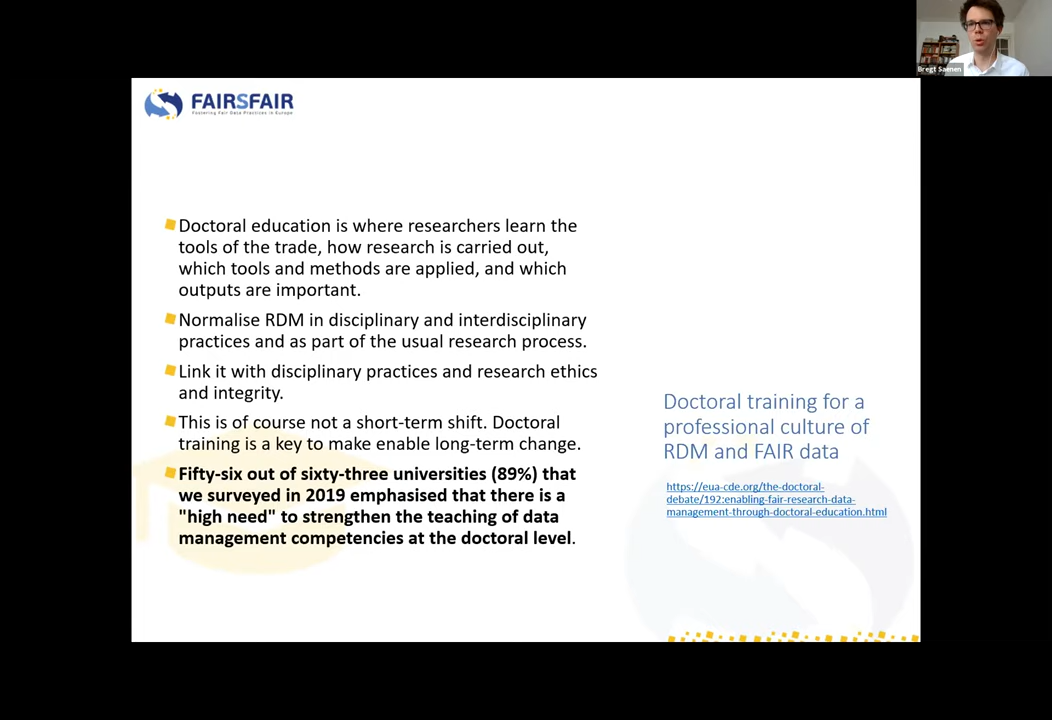 Bregt Saenen
FAIRSFAIR
Fostering Fair Data Practices in Europe
Doctoral education is where researchers learn the
tools of the trade, how research is carried out,
which tools and methods are applied, and which
outputs are important.
Normalise RDM in disciplinary and interdisciplinary
practices and as part of the usual research process.
Link it with disciplinary practices and research ethics
and integrity.
This is of course not a short-term shift. Doctoral
training is a key to make enable long-term change.
Fifty-six out of sixty-three universities (89%) that
we surveyed in 2019 emphasised that there is a
"high need" to strengthen the teaching of data
management competencies at the doctoral level.
Doctoral training for a
professional culture of
RDM and FAIR data
https://eua-cde.org/the-doctoral-
debate/192:enabling-fair-research-data-
management-through-doctoral-education.html